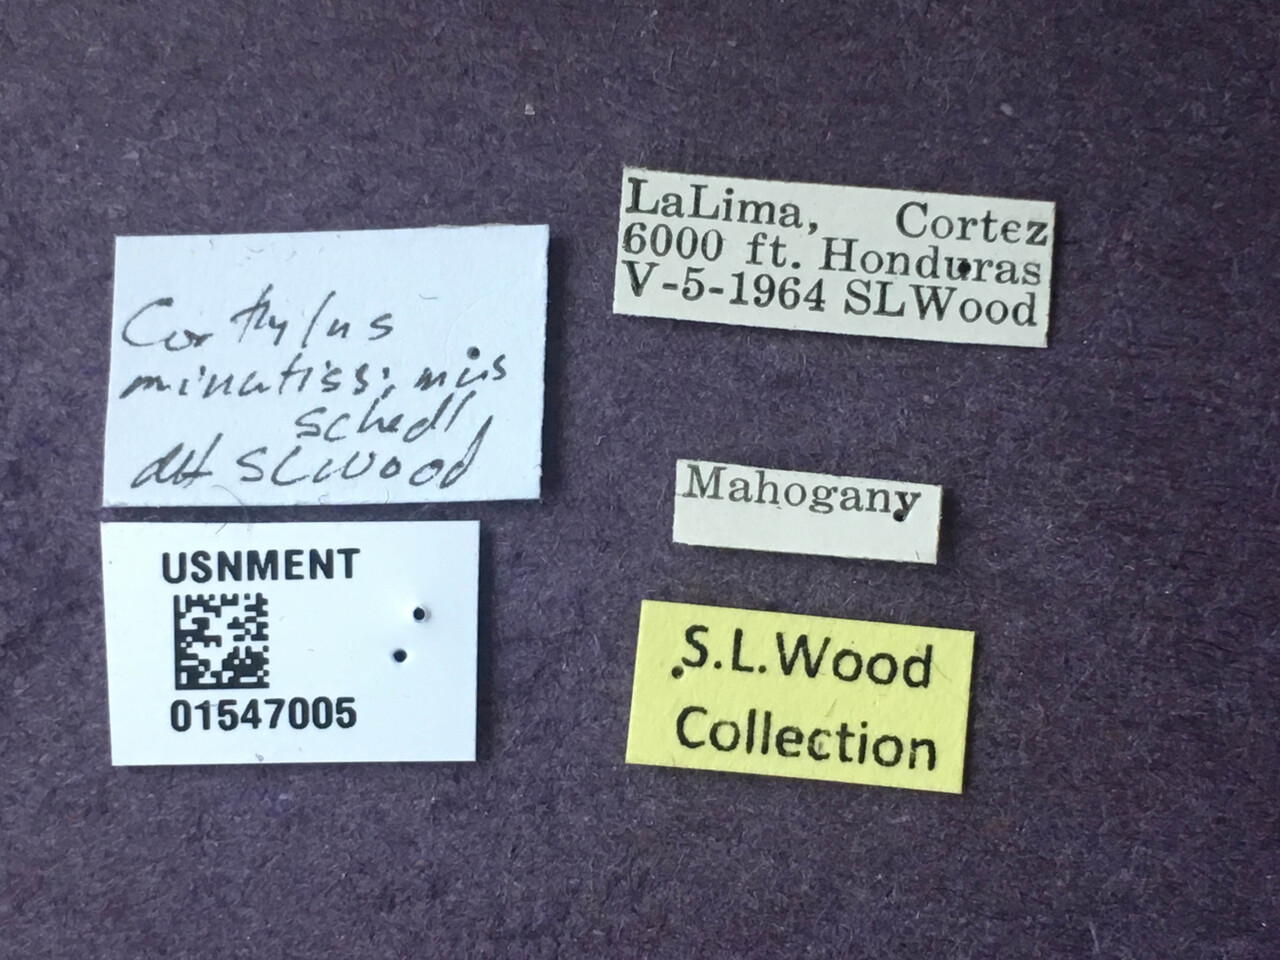 Corthylus
minutissimus
schedl
det SLWood
USNMENT
01547005
LaLima, Cortez
6000 ft. Honduras
V-5-1964 SLWood
Mahogany
S.L.Wood
Collection